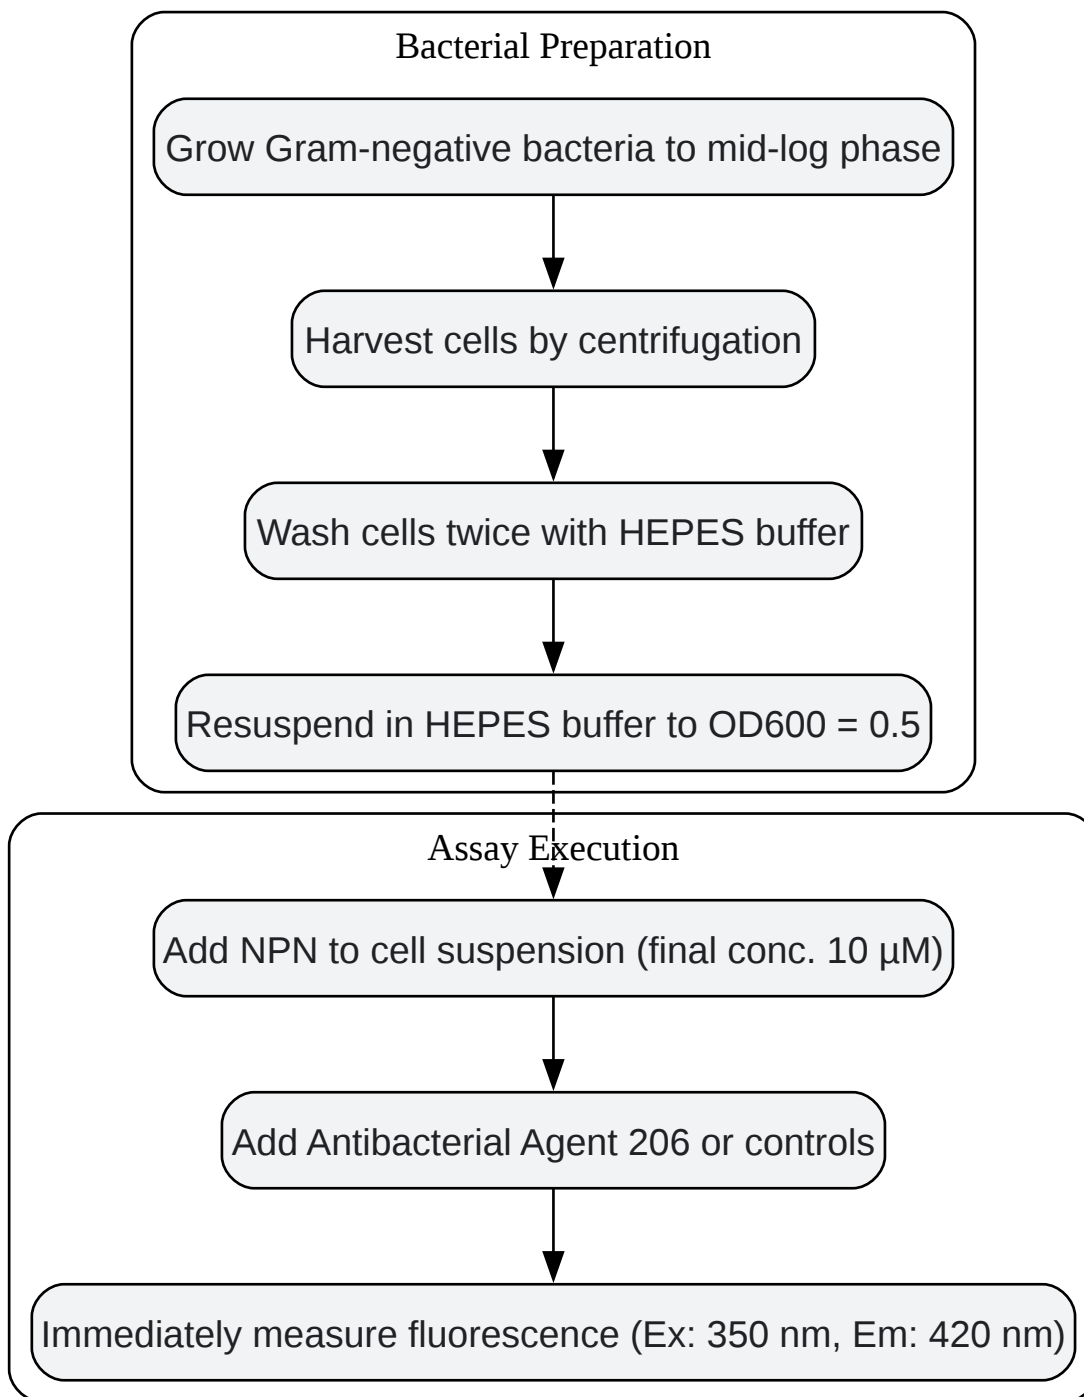 Bacterial Preparation
Grow Gram-negative bacteria to mid-log phase
Harvest cells by centrifugation
Wash cells twice with HEPES buffer
Resuspend in HEPES buffer to OD600 = 0.5
Assay Execution
Add NPN to cell suspension (final conc. 10 µM)
Add Antibacterial Agent 206 or controls
Immediately measure fluorescence (Ex: 350 nm, Em: 420 nm)